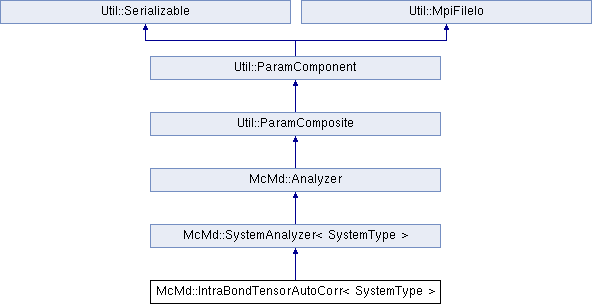 Util::Serializable
Util::MpiFileIo
Util::ParamComponent
Util::ParamComposite
McMd::Analyzer
McMd::SystemAnalyzer< SystemType >
McMd::IntraBondTensorAutoCorr< SystemType >